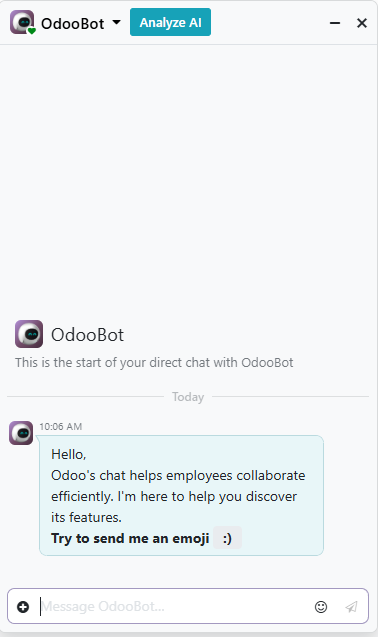 OdooBot
Analyze AI
OdooBot
This is the start of your direct chat with OdooBot
Today
10:06 AM
Hello,
Odoo's chat helps employees collaborate
efficiently. I'm here to help you discover
its features.
Try to send me an emoji :)
Message OdooBot...